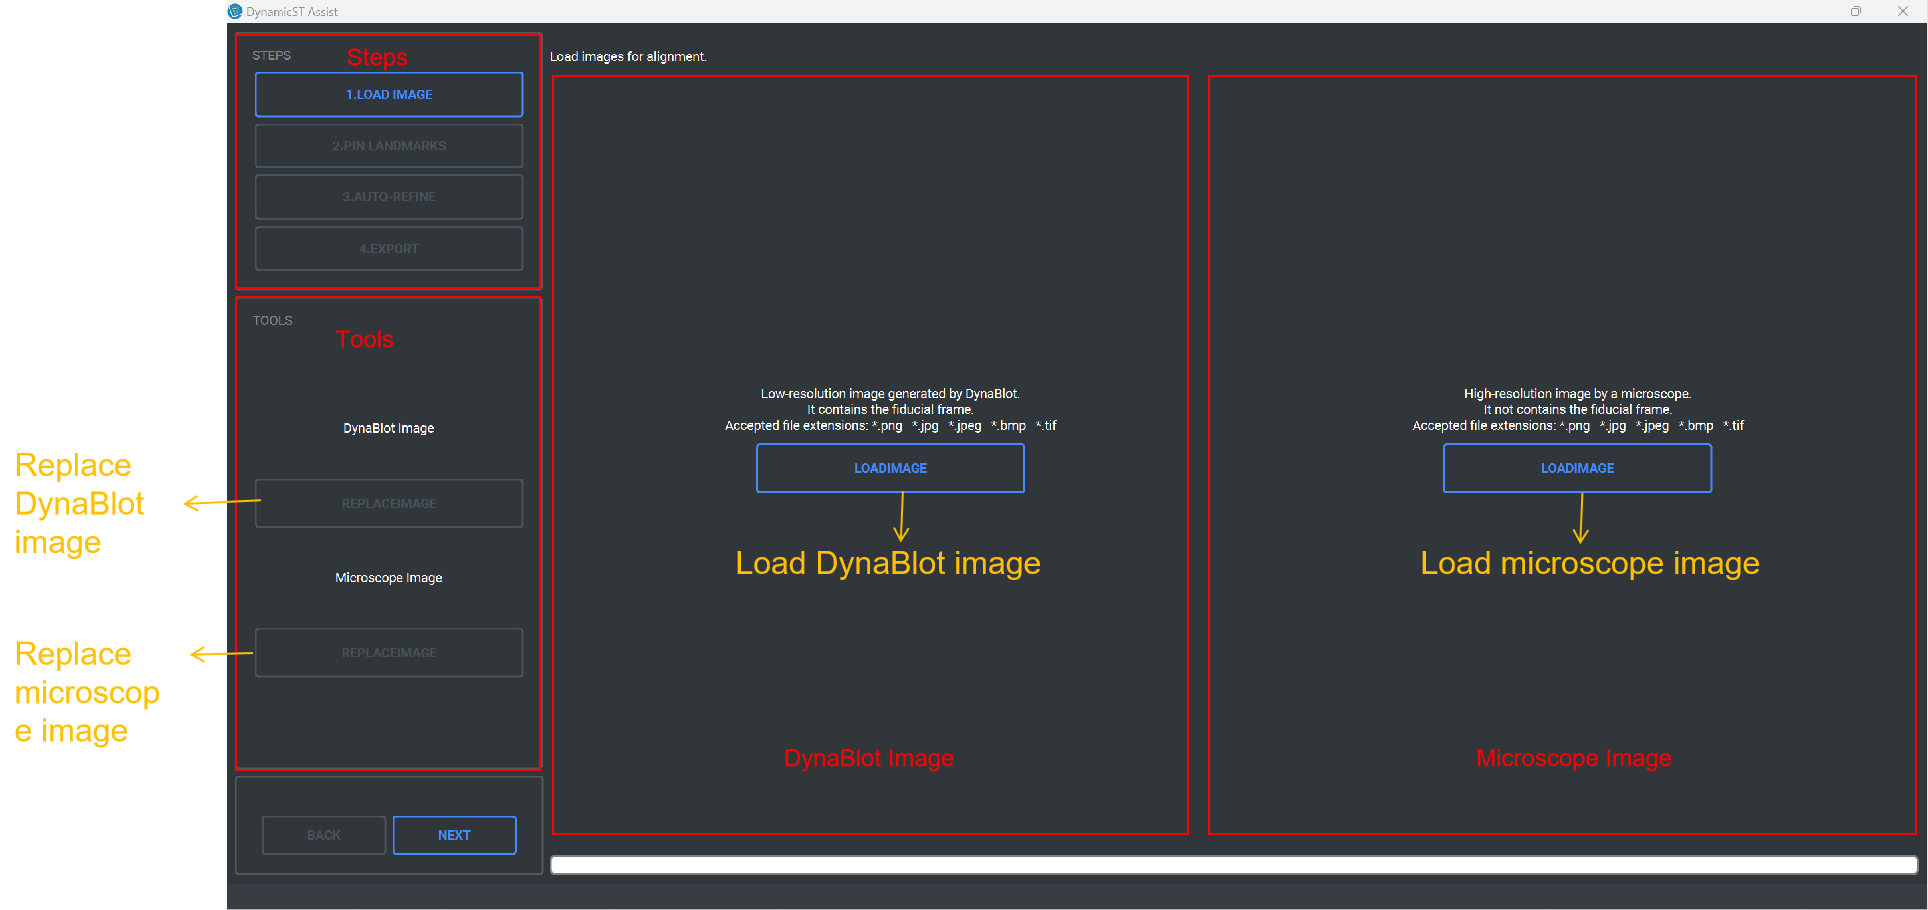 DynamicST Assist
STEPS
Steps
Load images for alignment.
1.LOAD IMAGE
2.PIN LANDMARKS
3.AUTO-REFINE
4.EXPORT
TOOLS
Tools
DynaBlot Image
REPLACEIMAGE
Microscope Image
REPLACEIMAGE
BACK
NEXT
Replace
DynaBlot
image
Replace
microscop
e image
Low-resolution image generated by DynaBlot.
It contains the fiducial frame.
Accepted file extensions: *.png *.jpg *.jpeg *.bmp *.tif
LOADIMAGE
Load DynaBlot image
DynaBlot Image
High-resolution image by a microscope.
It not contains the fiducial frame.
Accepted file extensions: *.png *.jpg *.jpeg *.bmp *.tif
LOADIMAGE
Load microscope image
Microscope Image